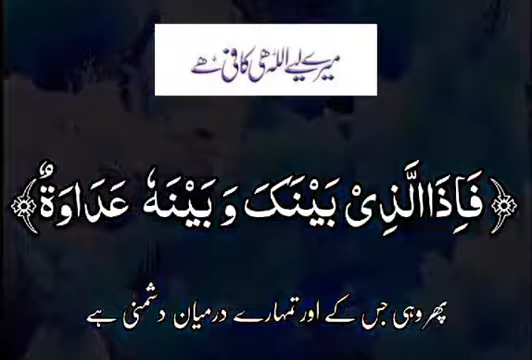 میرے لیے اللہ ہی کافی ہے
﴿فَاِذَا الَّذِیْ بَیْنَکَ وَ بَیْنَهٗ عَدَاوَةٌ﴾
پھر وہی جس کے اور تمہارے درمیان دشمنی ہے